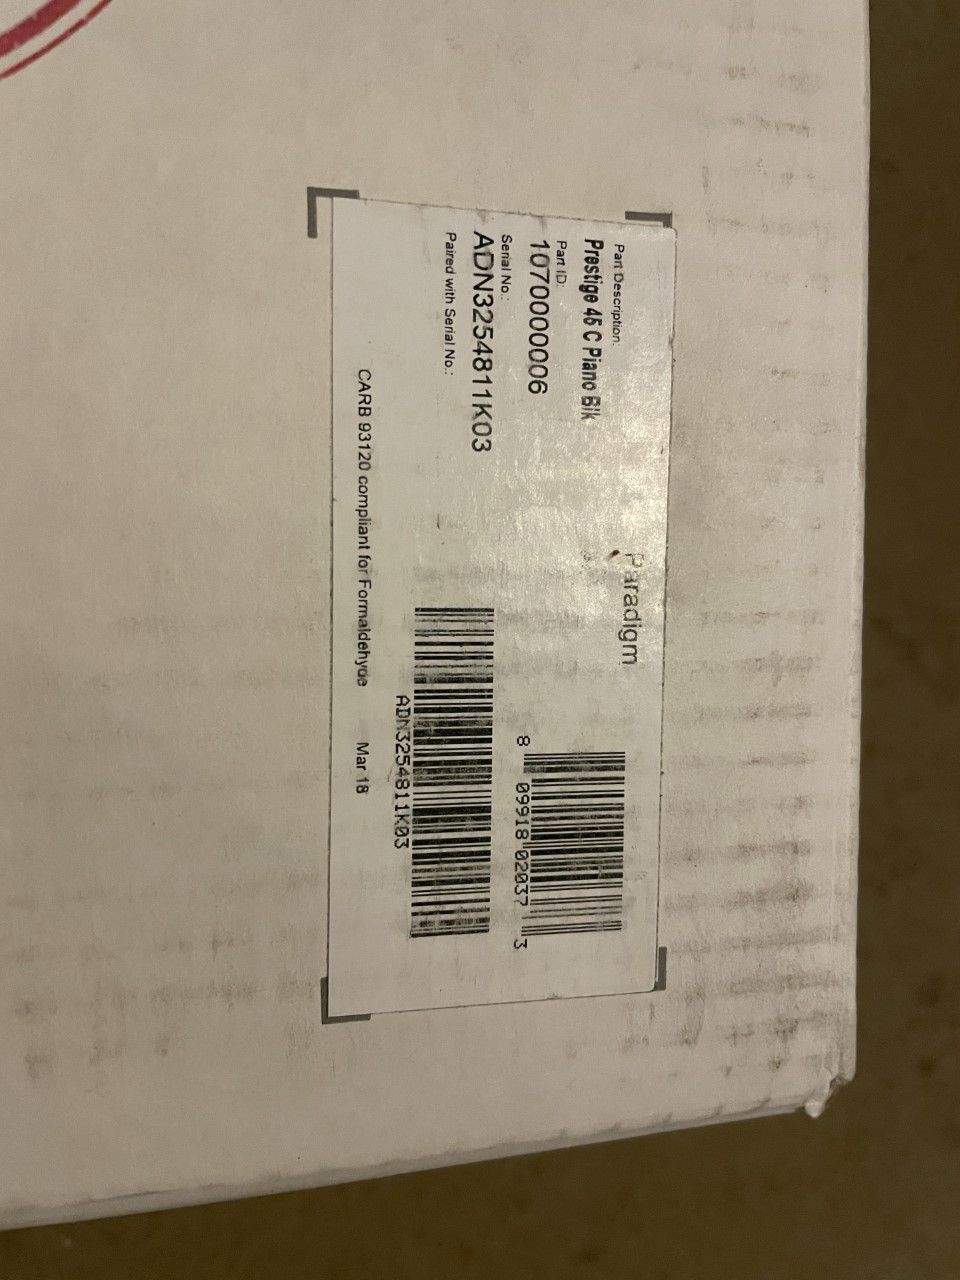 Paradigm
Part Description:
Prestige 45 C Piano Blk
Part ID:
1070000006
Serial No.:
ADN3254811K03
Paired with Serial No.:
8 09918 02037 3
ADN3254811K03
CARB 93120 compliant for Formaldehyde Mar 18